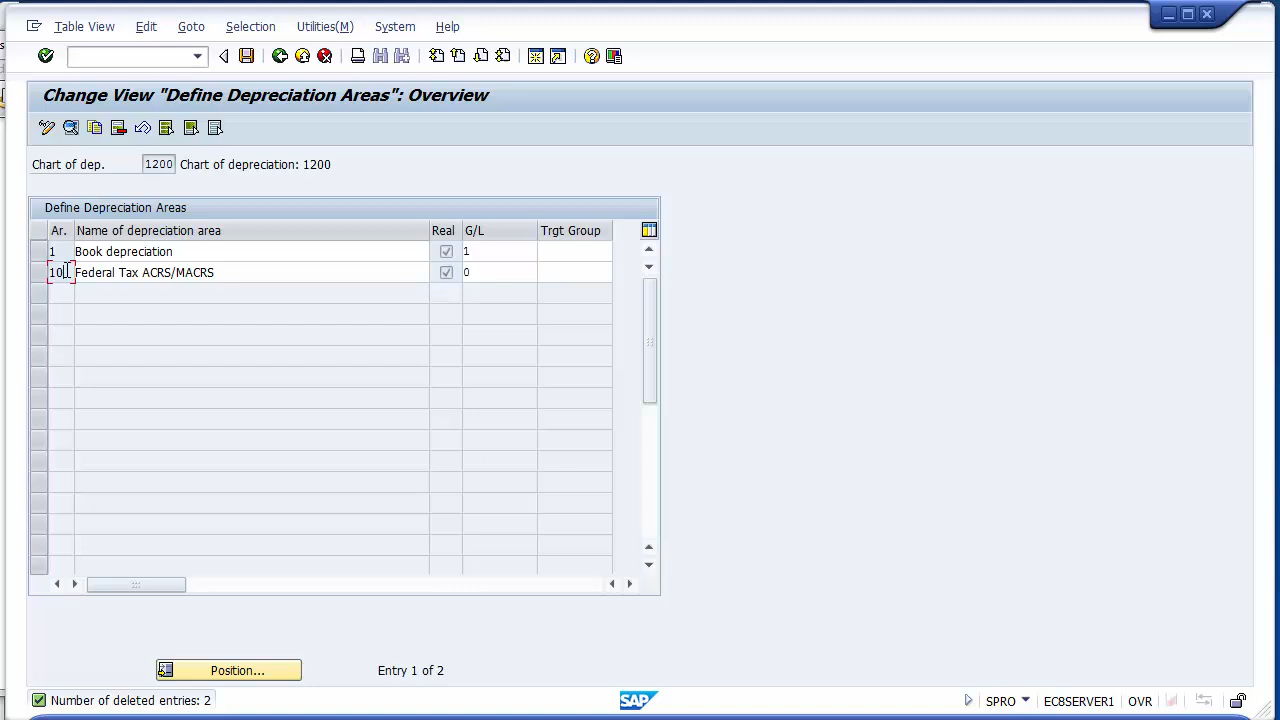 Table View Edit Goto Selection Utilities(M) System Help
Change View "Define Depreciation Areas": Overview
Chart of dep. 1200 Chart of depreciation: 1200
Define Depreciation Areas
Ar. Name of depreciation area Real G/L Trgt Group
1 Book depreciation 1
10 Federal Tax ACRS/MACRS 0
Position... Entry 1 of 2
Number of deleted entries: 2 SAP SPRO EC8SERVER1 OVR